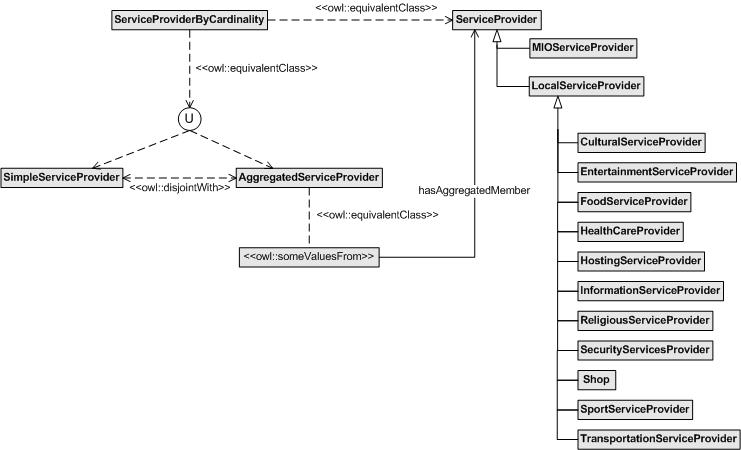 <<owl::equivalentClass>>
ServiceProviderByCardinality
ServiceProvider
MIOServiceProvider
<<owl::equivalentClass>>
LocalServiceProvider
U
CulturalServiceProvider
SimpleServiceProvider
AggregatedServiceProvider
EntertainmentServiceProvider
<<owl::disjointWith>>
hasAggregatedMember
FoodServiceProvider
<<owl::equivalentClass>>
HealthCareProvider
<<owl::someValuesFrom>>
HostingServiceProvider
InformationServiceProvider
ReligiousServiceProvider
SecurityServicesProvider
Shop
SportServiceProvider
TransportationServiceProvider